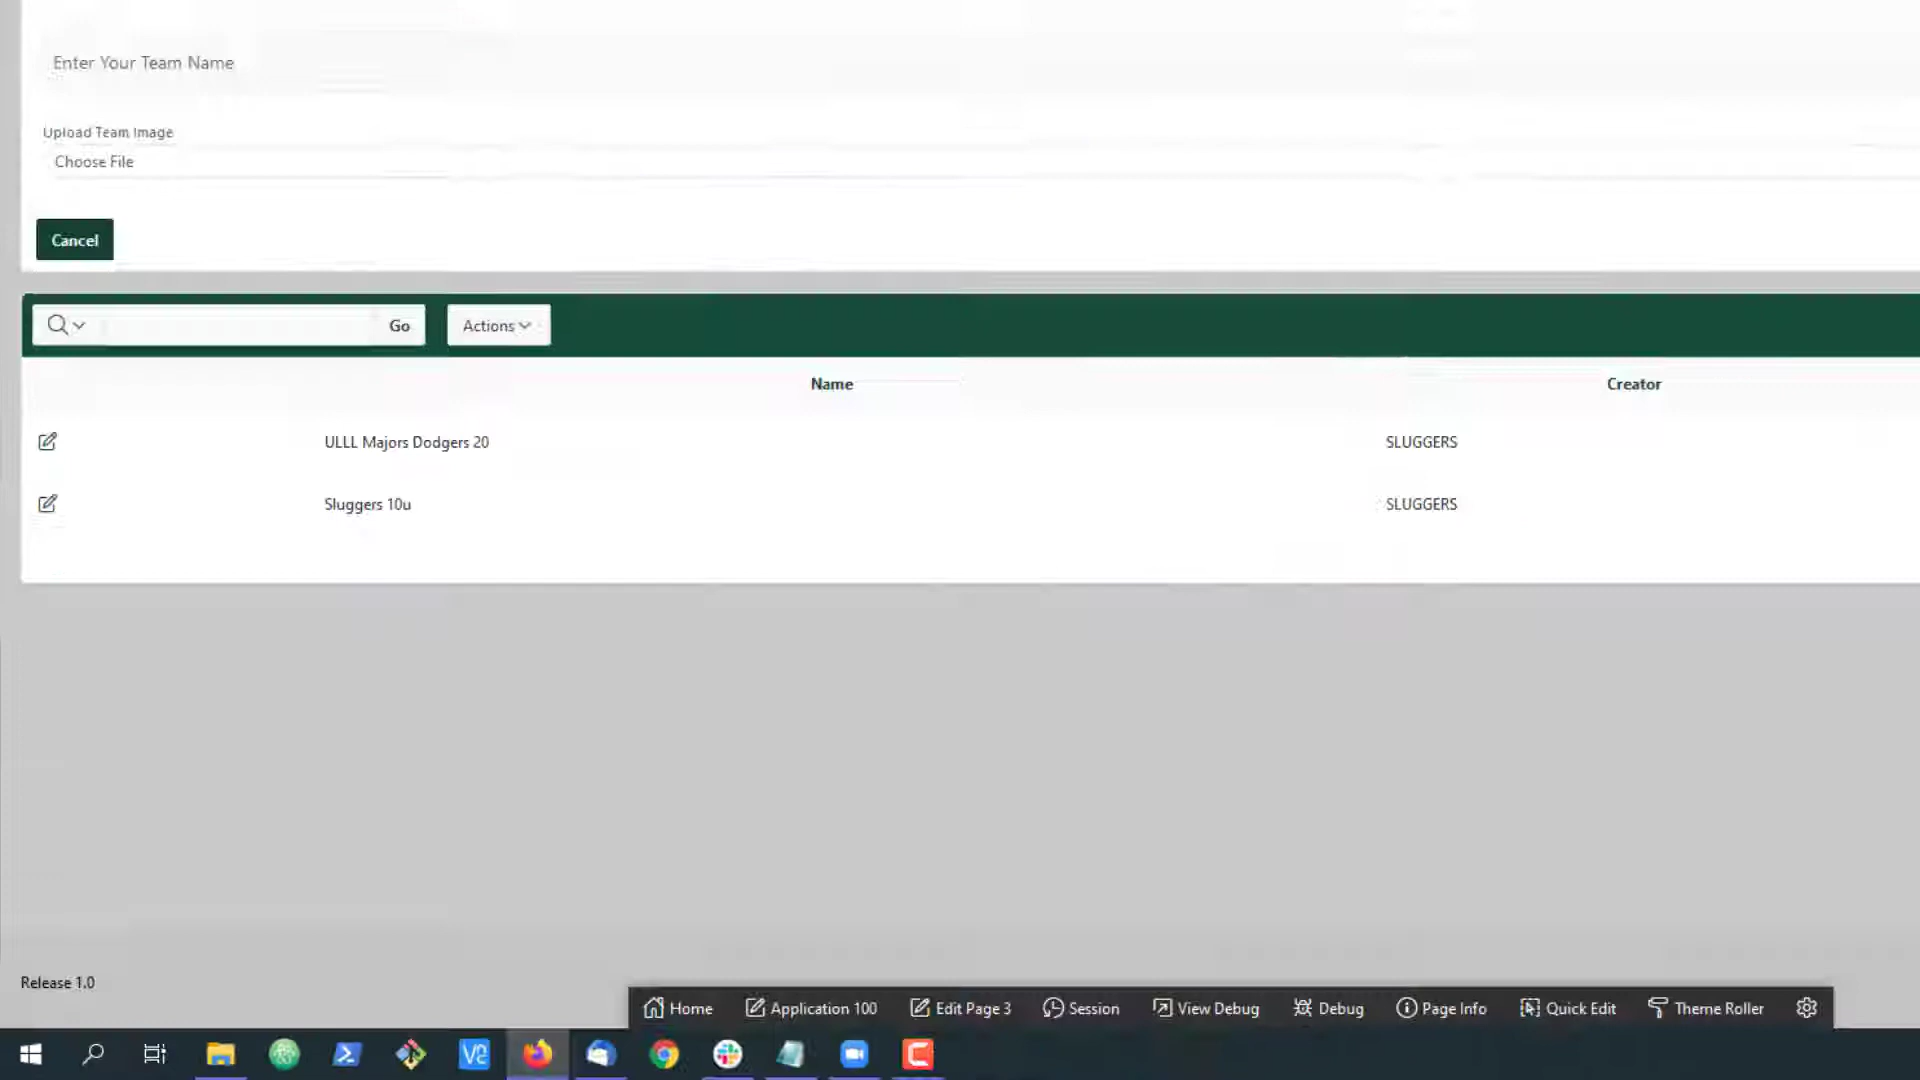 Enter Your Team Name
Upload Team Image
Choose File
Cancel
Go
Actions
Name Creator
ULLL Majors Dodgers 20 SLUGGERS
Sluggers 10u SLUGGERS
Release 1.0
Home Application 100 Edit Page 3 Session View Debug Debug Page Info Quick Edit Theme Roller